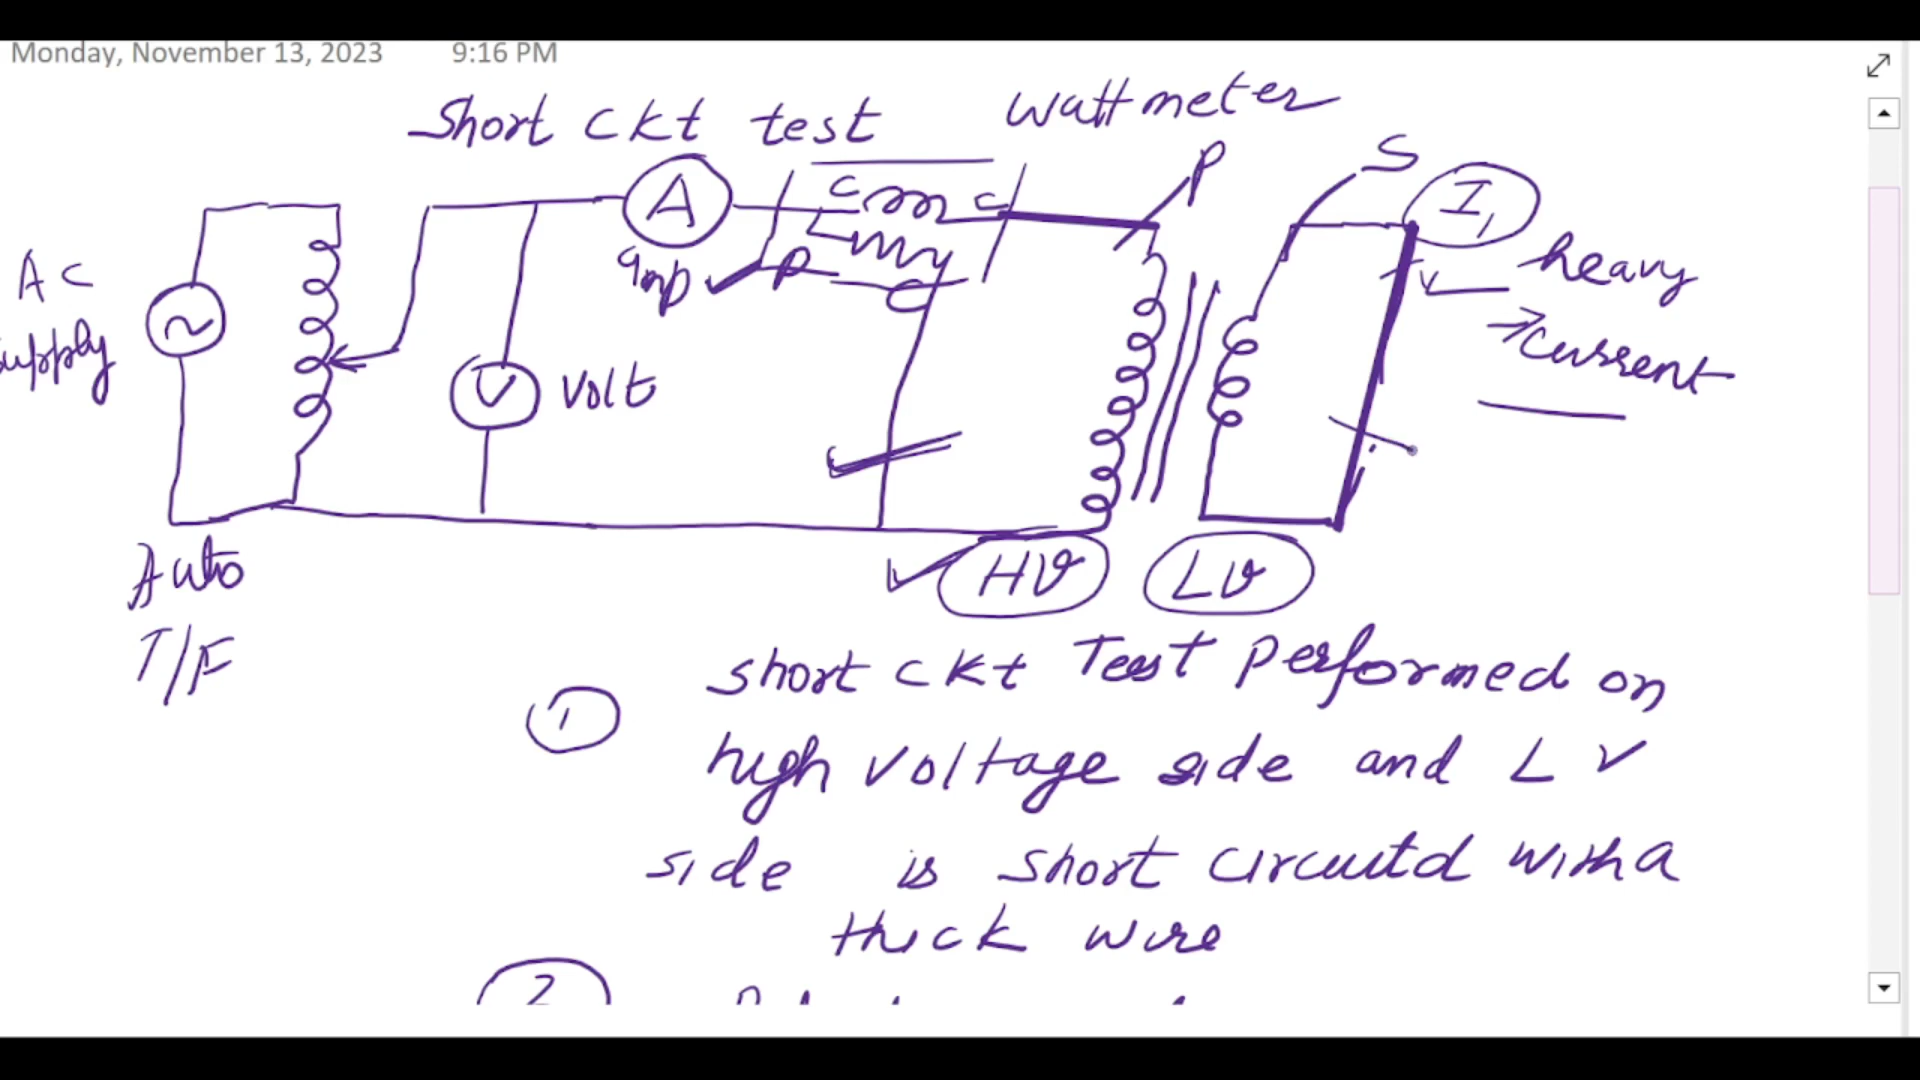 Monday, November 13, 2023 9:16 PM
Short ckt test
wattmeter
P
S
A
I1
AC
supply
Amp
P
c m c
c
V
volt
heavy
current
Auto
T/F
HV
LV
1
short ckt Test performed on
high voltage side and LV
side is short circuitd with a
thick wire
2